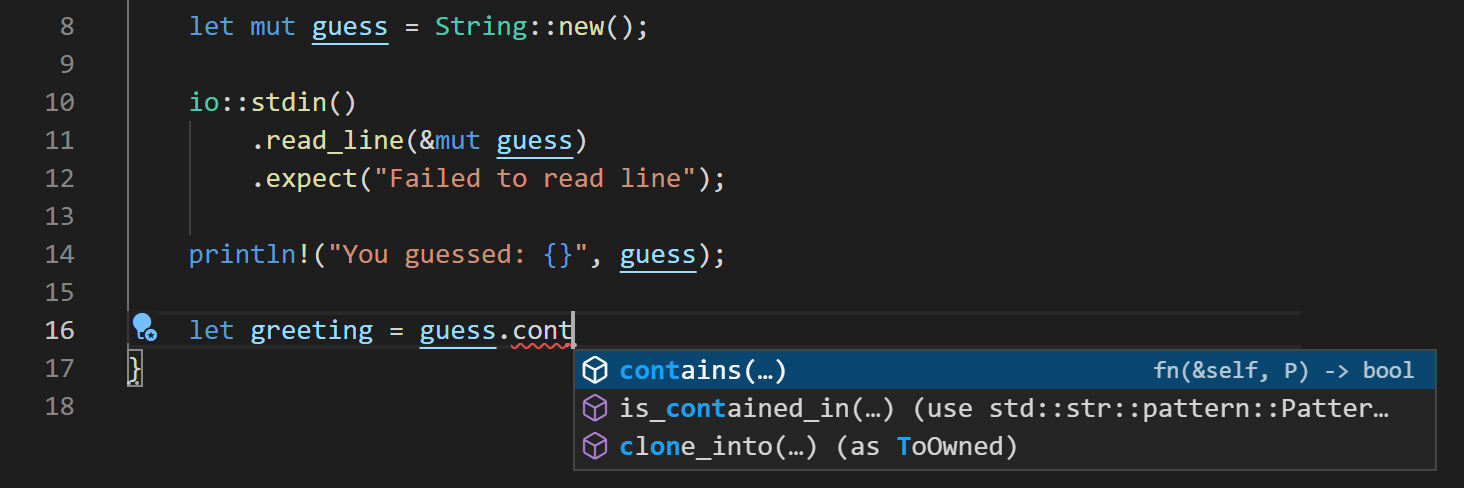 8 let mut guess = String::new();
9
10 io::stdin()
11 .read_line(&mut guess)
12 .expect("Failed to read line");
13
14 println!("You guessed: {}", guess);
15
16 let greeting = guess.cont
17 }
contains(…) fn(&self, P) -> bool
18
is_contained_in(…) (use std::str::pattern::Patter…
clone_into(…) (as ToOwned)